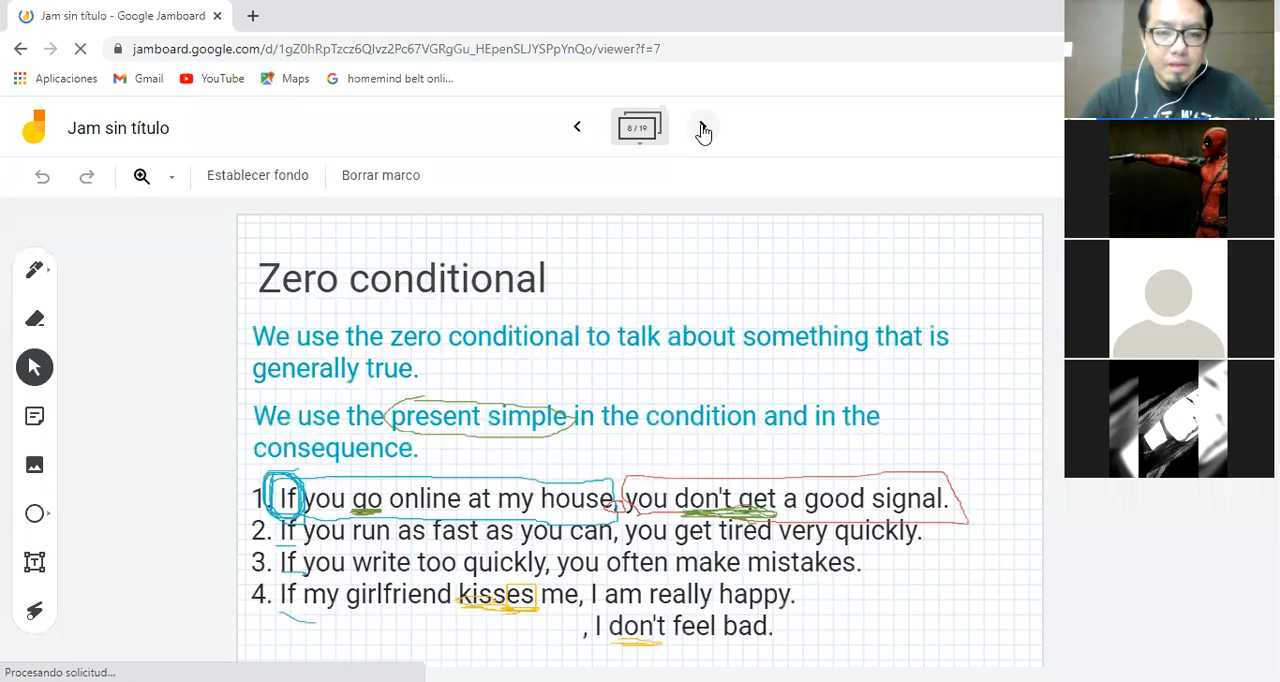 Jam sin título - Google Jamboard
jamboard.google.com/d/1gZ0hRpTzcz6QIvz2Pc67VGRgGu_HEpenSLJYSPpYnQo/viewer?f=7
Aplicaciones Gmail YouTube Maps homemind belt onli...
Jam sin título
8 / 19
Establecer fondo Borrar marco
Zero conditional
We use the zero conditional to talk about something that is
generally true.
We use the present simple in the condition and in the
consequence.
1. If you go online at my house, you don't get a good signal.
2. If you run as fast as you can, you get tired very quickly.
3. If you write too quickly, you often make mistakes.
4. If my girlfriend kisses me, I am really happy.
, I don't feel bad.
Procesando solicitud...